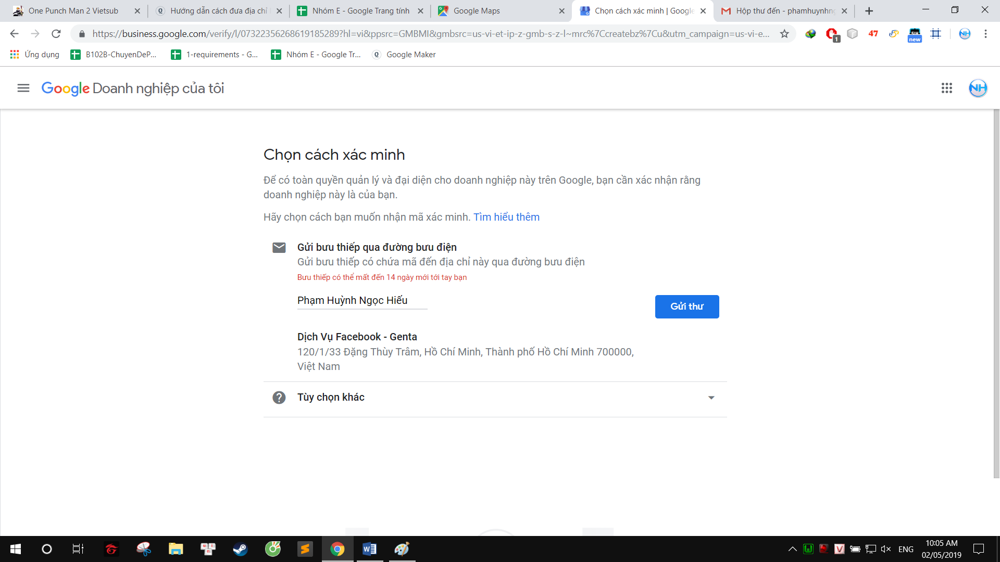 One Punch Man 2 Vietsub
Hướng dẫn cách đưa địa chỉ
Nhóm E - Google Trang tính
Google Maps
Chọn cách xác minh | Google
Hộp thư đến - phamhuynhng
https://business.google.com/verify/l/07322356268619185289?hl=vi&ppsrc=GMBMI&gmbsrc=us-vi-et-ip-z-gmb-s-z-l~mrc%7Ccreatebz%7Cu&utm_campaign=us-vi-e...
1
47
new
NH
Ứng dụng
B102B-ChuyenDeP...
1-requirements - G...
Nhóm E - Google Tr...
Google Maker
Google Doanh nghiệp của tôi
NH
Chọn cách xác minh
Để có toàn quyền quản lý và đại diện cho doanh nghiệp này trên Google, bạn cần xác nhận rằng
doanh nghiệp này là của bạn.
Hãy chọn cách bạn muốn nhận mã xác minh. Tìm hiểu thêm
Gửi bưu thiếp qua đường bưu điện
Gửi bưu thiếp có chứa mã đến địa chỉ này qua đường bưu điện
Bưu thiếp có thể mất đến 14 ngày mới tới tay bạn
Phạm Huỳnh Ngọc Hiếu
Gửi thư
Dịch Vụ Facebook - Genta
120/1/33 Đặng Thùy Trâm, Hồ Chí Minh, Thành phố Hồ Chí Minh 700000,
Việt Nam
Tùy chọn khác
ENG
10:05 AM
02/05/2019